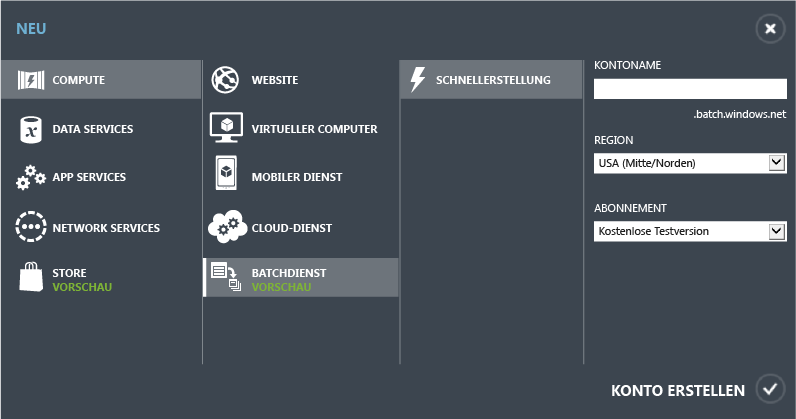 NEU
COMPUTE
DATA SERVICES
APP SERVICES
NETWORK SERVICES
STORE
VORSCHAU
WEBSITE
VIRTUELLER COMPUTER
MOBILER DIENST
CLOUD-DIENST
BATCHDIENST
VORSCHAU
SCHNELLERSTELLUNG
KONTONAME
.batch.windows.net
REGION
USA (Mitte/Norden)
ABONNEMENT
Kostenlose Testversion
KONTO ERSTELLEN